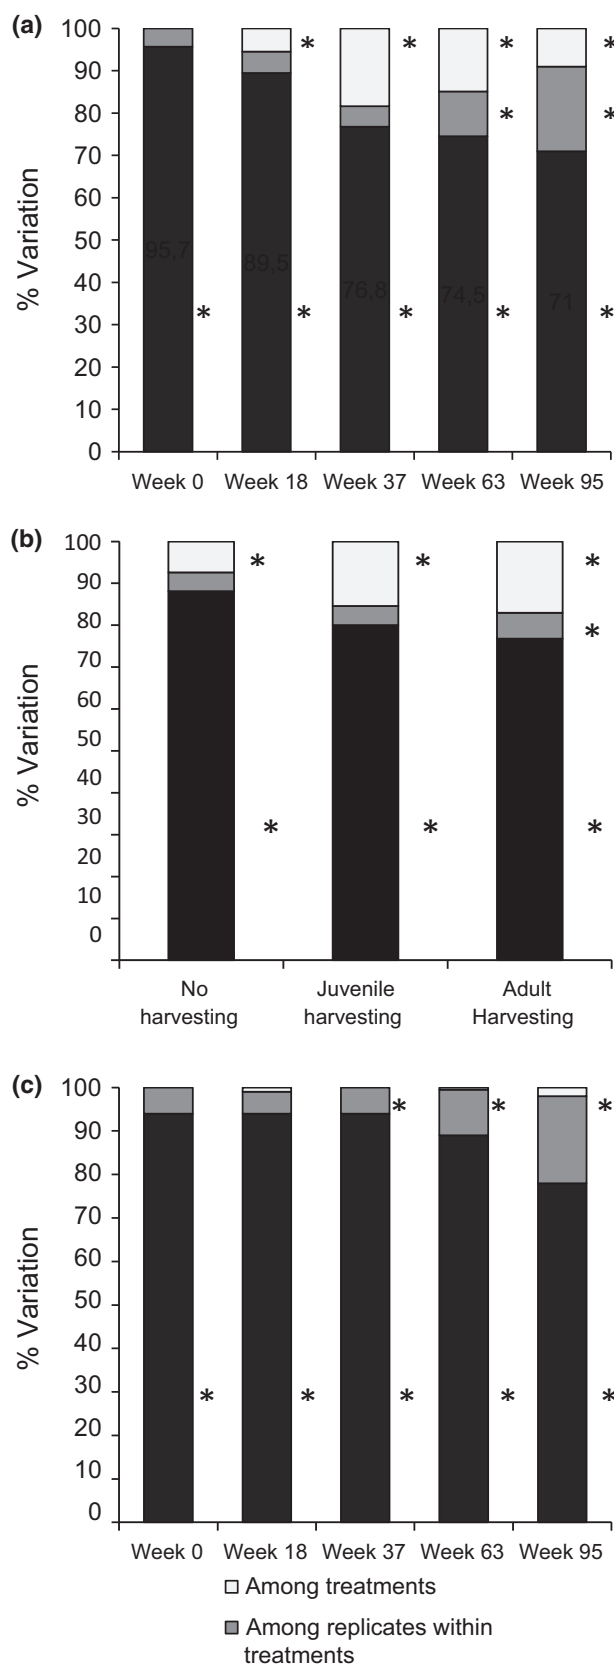 (a)
100
90
80
70
60
50
40
30
20
10
0
% Variation
95,7
89,5
76,8
74,5
71
* * * *
* *
* * * * *
Week 0 Week 18 Week 37 Week 63 Week 95
(b)
100
90
80
70
60
50
40
30
20
10
0
% Variation
* * *
*
* * *
No harvesting
Juvenile harvesting
Adult Harvesting
(c)
100
90
80
70
60
50
40
30
20
10
0
% Variation
* * *
* * * * *
Week 0 Week 18 Week 37 Week 63 Week 95
Among treatments
Among replicates within
treatments